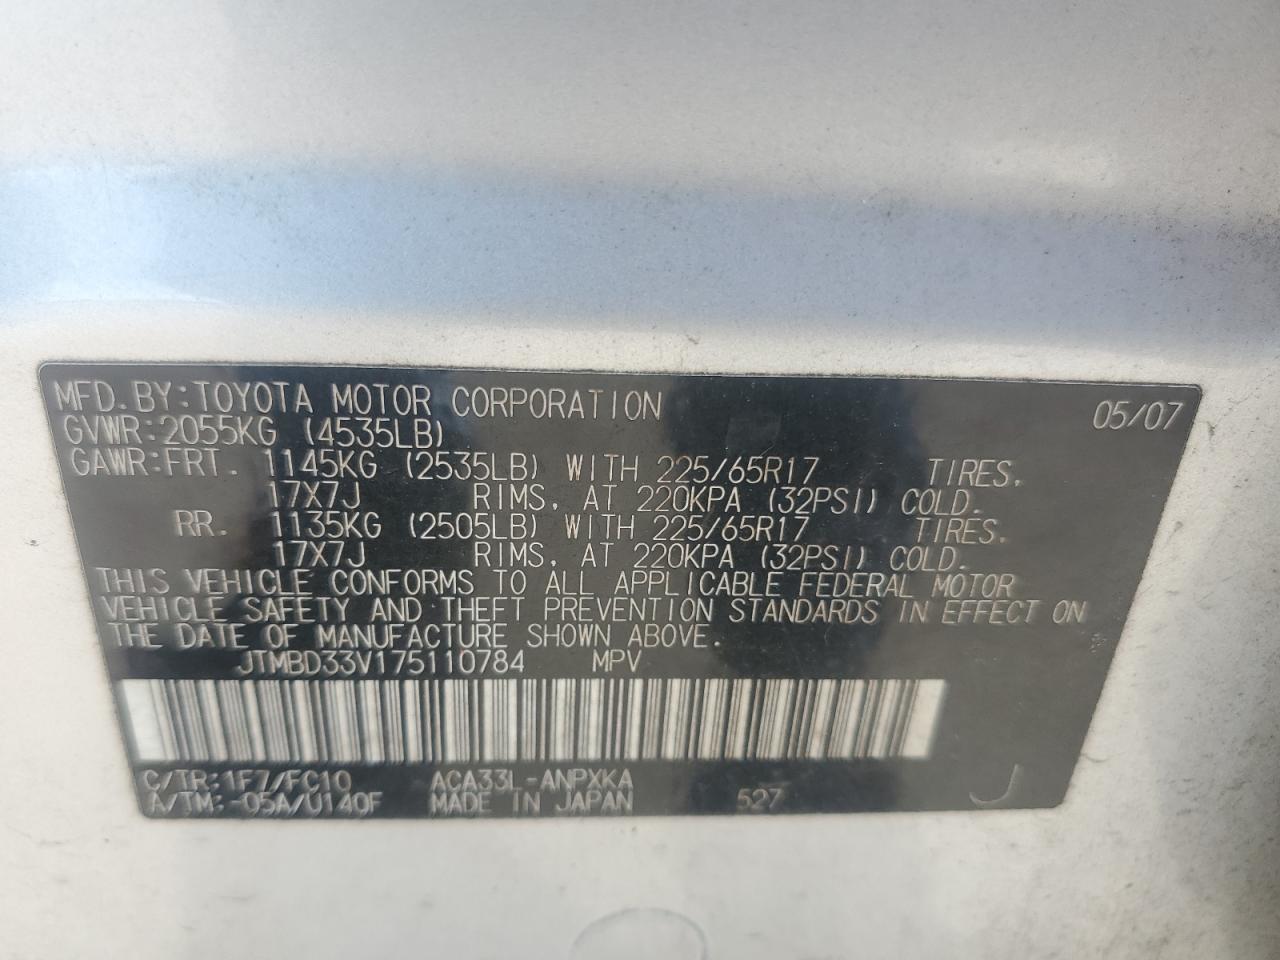 MFD. BY: TOYOTA MOTOR CORPORATION 05/07
GVWR: 2055KG (4535LB)
GAWR: FRT. 1145KG (2535LB) WITH 225/65R17 TIRES,
17X7J RIMS, AT 220KPA (32PSI) COLD.
RR. 1135KG (2505LB) WITH 225/65R17 TIRES,
17X7J RIMS, AT 220KPA (32PSI) COLD.
THIS VEHICLE CONFORMS TO ALL APPLICABLE FEDERAL MOTOR
VEHICLE SAFETY AND THEFT PREVENTION STANDARDS IN EFFECT ON
THE DATE OF MANUFACTURE SHOWN ABOVE.
JTMBD33V175110784 MPV
C/TR: 1F7/FC10 ACA33L-ANPXKA
A/TM: -05A/U140F MADE IN JAPAN 527 J